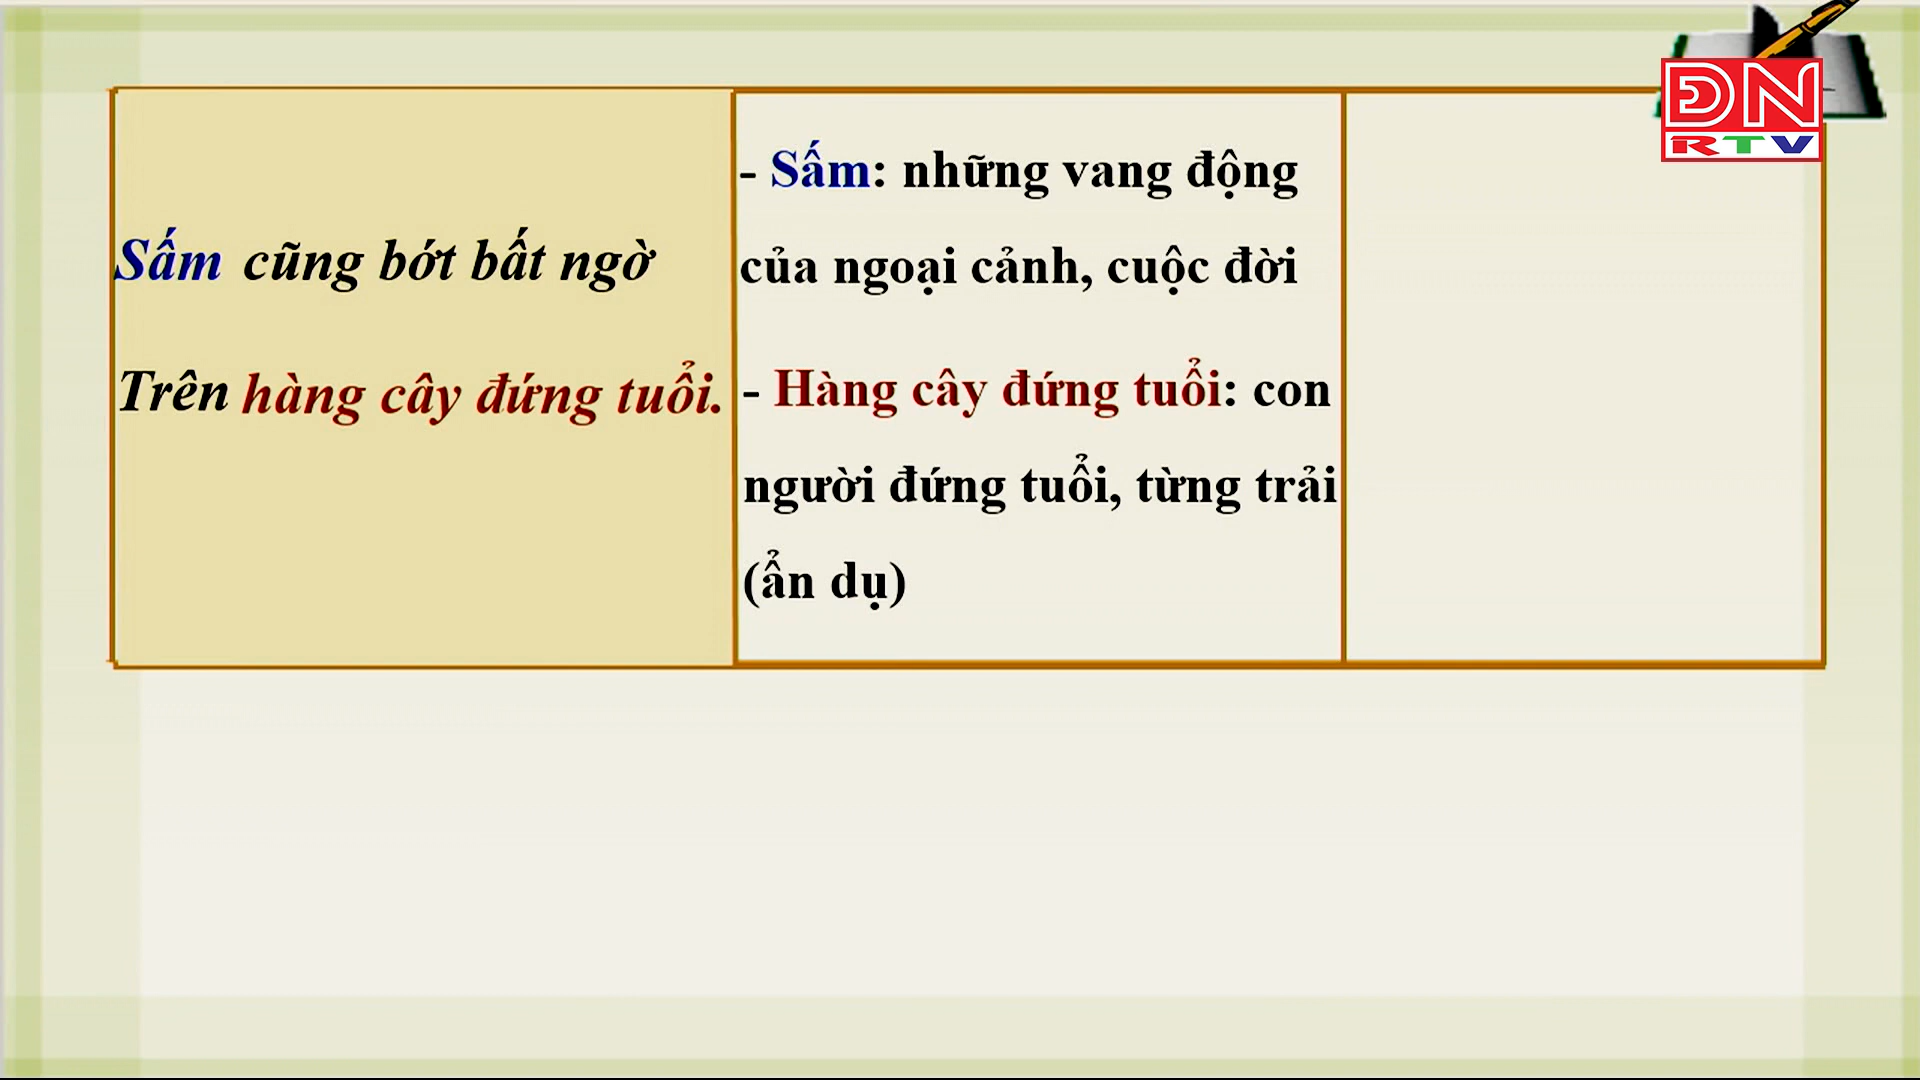 Sấm cũng bớt bất ngờ
Trên hàng cây đứng tuổi.
- Sấm: những vang động
của ngoại cảnh, cuộc đời
- Hàng cây đứng tuổi: con
người đứng tuổi, từng trải
(ẩn dụ)
ĐN
RTV